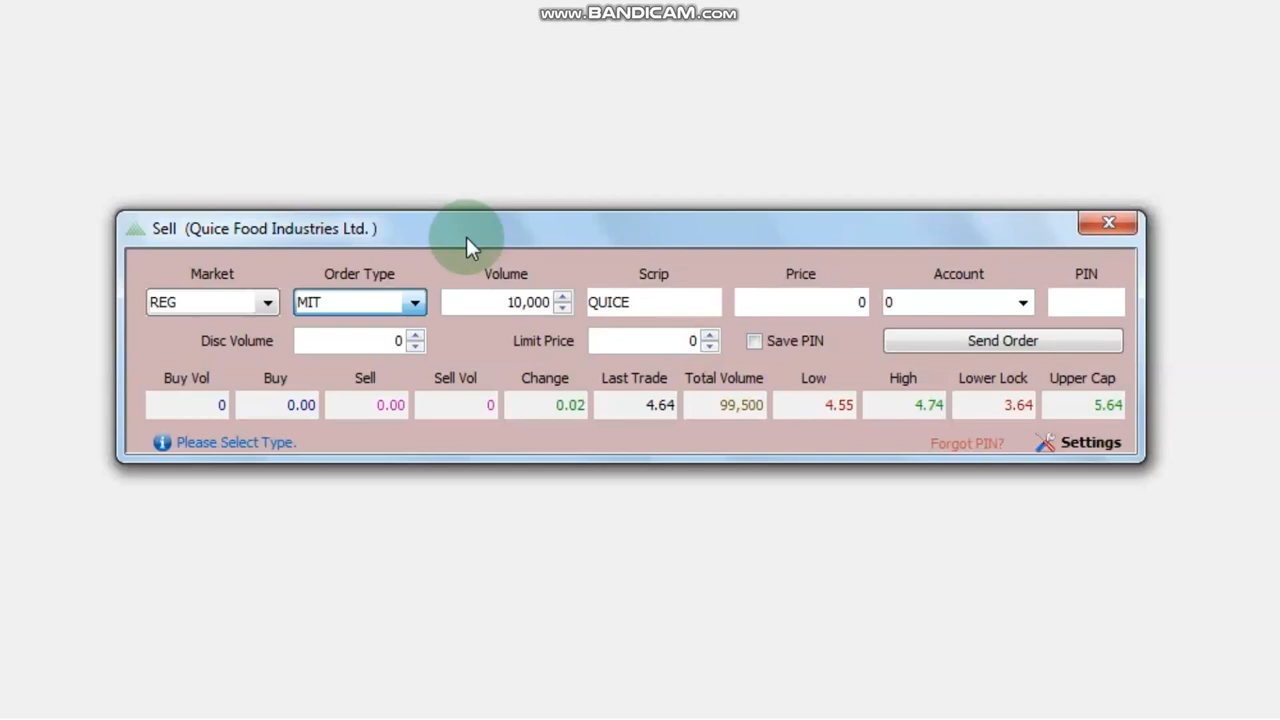 www.BANDICAM.com
Sell (Quice Food Industries Ltd. )
Market Order Type Volume Scrip Price Account PIN
REG MIT 10,000 QUICE 0 0
Disc Volume 0 Limit Price 0 Save PIN Send Order
Buy Vol Buy Sell Sell Vol Change Last Trade Total Volume Low High Lower Lock Upper Cap
0 0.00 0.00 0 0.02 4.64 99,500 4.55 4.74 3.64 5.64
Please Select Type. Forgot PIN? Settings